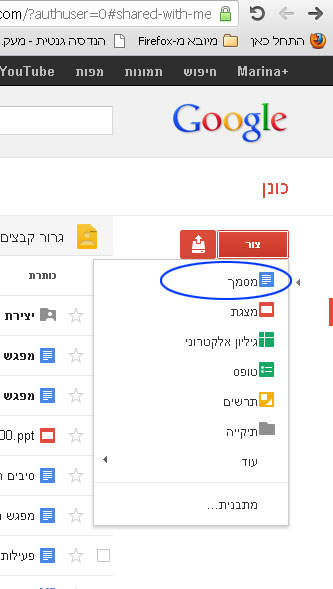 .com/?authuser=0#shared-with-me
התחל כאן
מיובא מ-Firefox
הנדסה גנטית - מעק
+Marina
חיפוש
תמונות
מפות
YouTube
Google
כונן
צור
גרור קבצים
כותרת
מסמך
מצגת
גיליון אלקטרוני
טופס
תרשים
תיקייה
עוד
מתבנית...
יצירת
מפגש
מפגש
00.ppt
סיבים
מפגש
פעילות